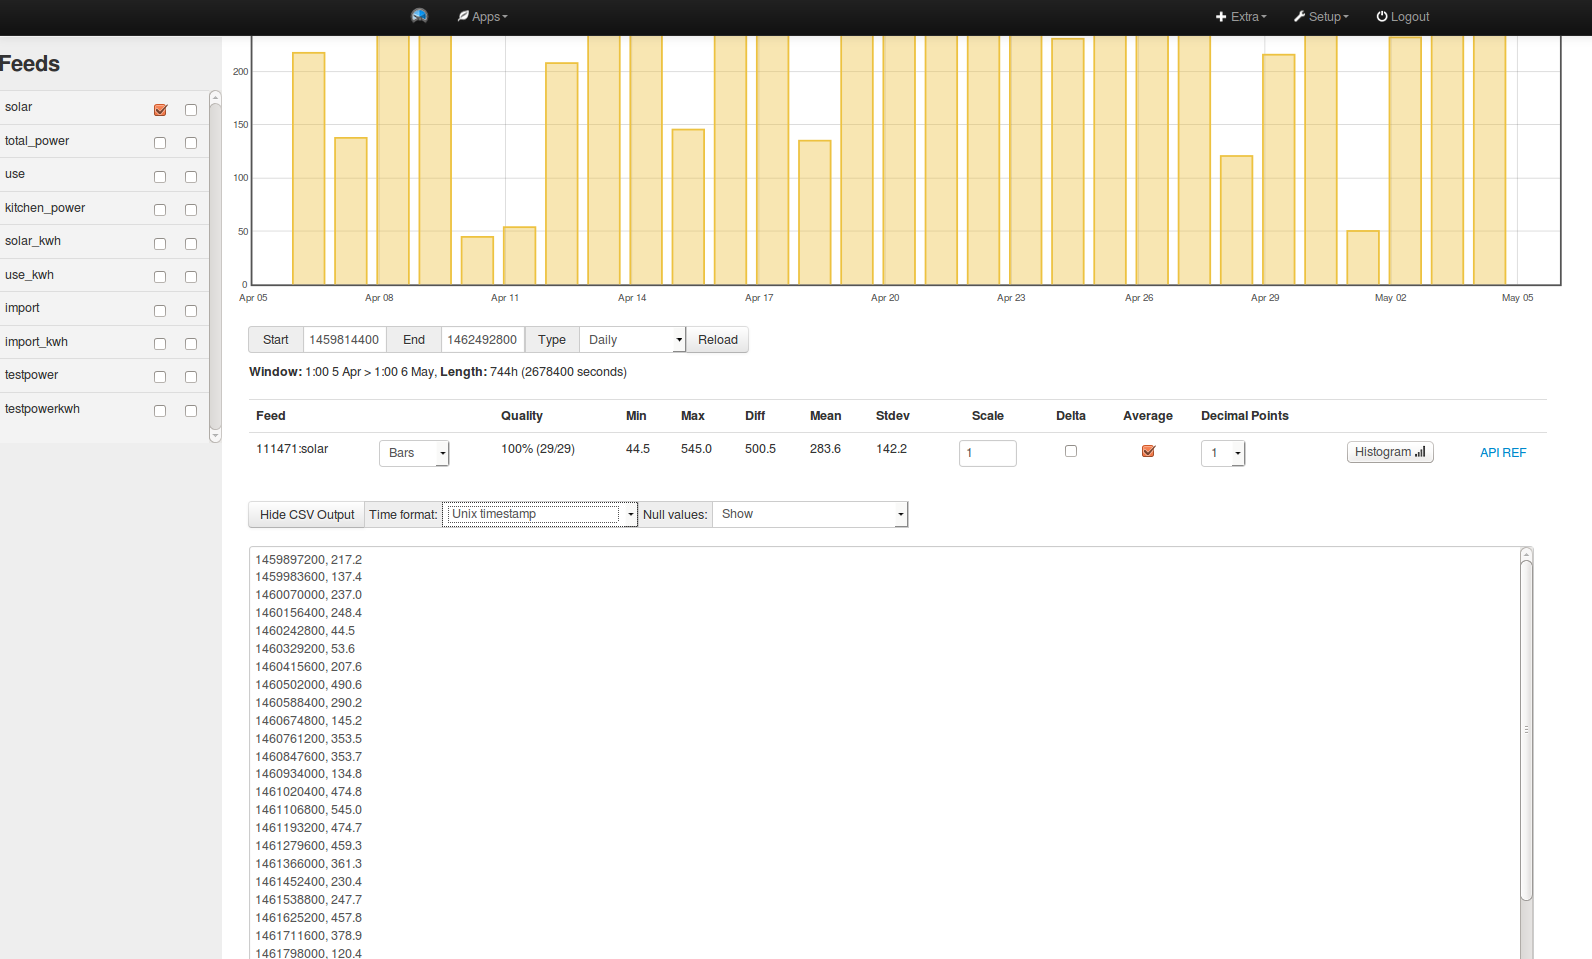 Apps Extra Setup Logout
Feeds
solar
total_power
use
kitchen_power
solar_kwh
use_kwh
import
import_kwh
testpower
testpowerkwh
200
150
100
50
0
Apr 05 Apr 08 Apr 11 Apr 14 Apr 17 Apr 20 Apr 23 Apr 26 Apr 29 May 02 May 05
Start 1459814400 End 1462492800 Type Daily Reload
Window: 1:00 5 Apr > 1:00 6 May, Length: 744h (2678400 seconds)
Feed Quality Min Max Diff Mean Stdev Scale Delta Average Decimal Points
111471:solar Bars 100% (29/29) 44.5 545.0 500.5 283.6 142.2 1 1 Histogram API REF
Hide CSV Output Time format: Unix timestamp Null values: Show
1459897200, 217.2
1459983600, 137.4
1460070000, 237.0
1460156400, 248.4
1460242800, 44.5
1460329200, 53.6
1460415600, 207.6
1460502000, 490.6
1460588400, 290.2
1460674800, 145.2
1460761200, 353.5
1460847600, 353.7
1460934000, 134.8
1461020400, 474.8
1461106800, 545.0
1461193200, 474.7
1461279600, 459.3
1461366000, 361.3
1461452400, 230.4
1461538800, 247.7
1461625200, 457.8
1461711600, 378.9
1461798000, 120.4